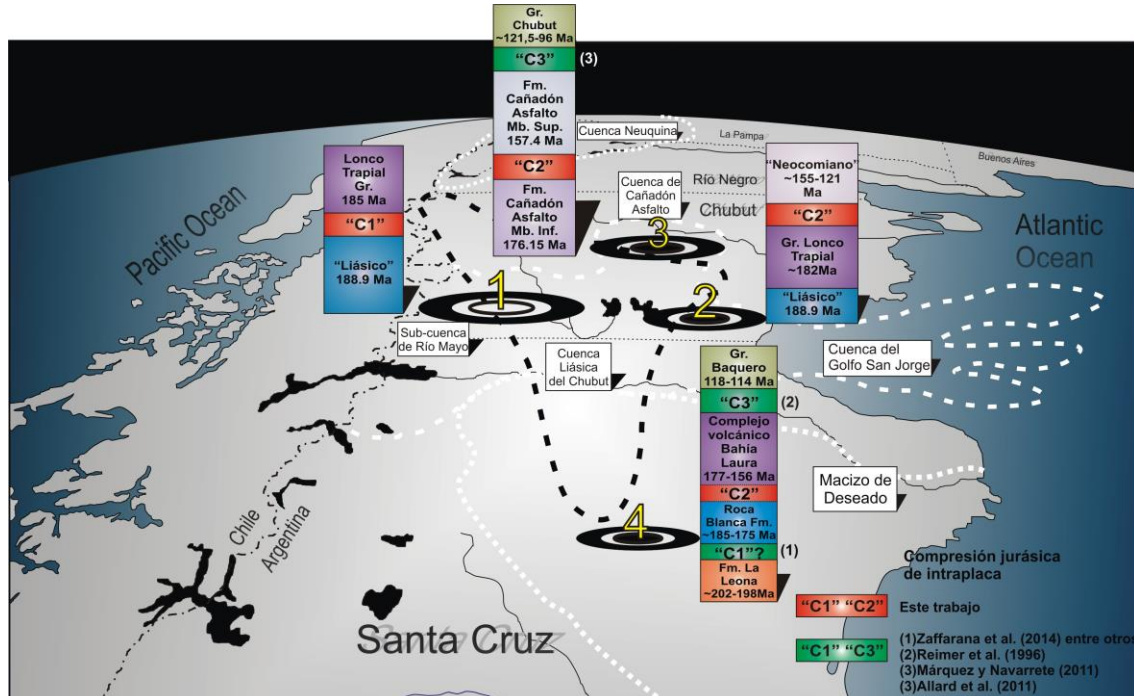 Gr.
Chubut
~121,5-96 Ma
“C3”
(3)
Fm.
Cañadón
Asfalto
Mb. Sup.
157.4 Ma
“C2”
Fm.
Cañadón
Asfalto
Mb. Inf.
176.15 Ma
Lonco
Trapial
Gr.
185 Ma
“C1”
“Liásico”
188.9 Ma
Cuenca Neuquina
La Pampa
Buenos Aires
Río Negro
Cuenca de
Cañadón
Asfalto
Chubut
“Neocomiano”
~155-121
Ma
“C2”
Gr. Lonco
Trapial
~182Ma
“Liásico”
188.9 Ma
Pacific Ocean
Atlantic
Ocean
3
1
2
Sub-cuenca
de Río Mayo
Cuenca
Liásica
del Chubut
Cuenca del
Golfo San Jorge
Gr.
Baquero
118-114 Ma
“C3”
(2)
Complejo
volcánico
Bahía
Laura
177-156 Ma
“C2”
Roca
Blanca Fm.
~185-175 Ma
“C1”?
(1)
Fm. La
Leona
~202-198Ma
Macizo de
Deseado
4
Chile
Argentina
Santa Cruz
Compresión jurásica
de intraplaca
“C1” “C2”
Este trabajo
“C1” “C3”
(1)Zaffarana et al. (2014) entre otros
(2)Reimer et al. (1996)
(3)Márquez y Navarrete (2011)
(3)Allard et al. (2011)